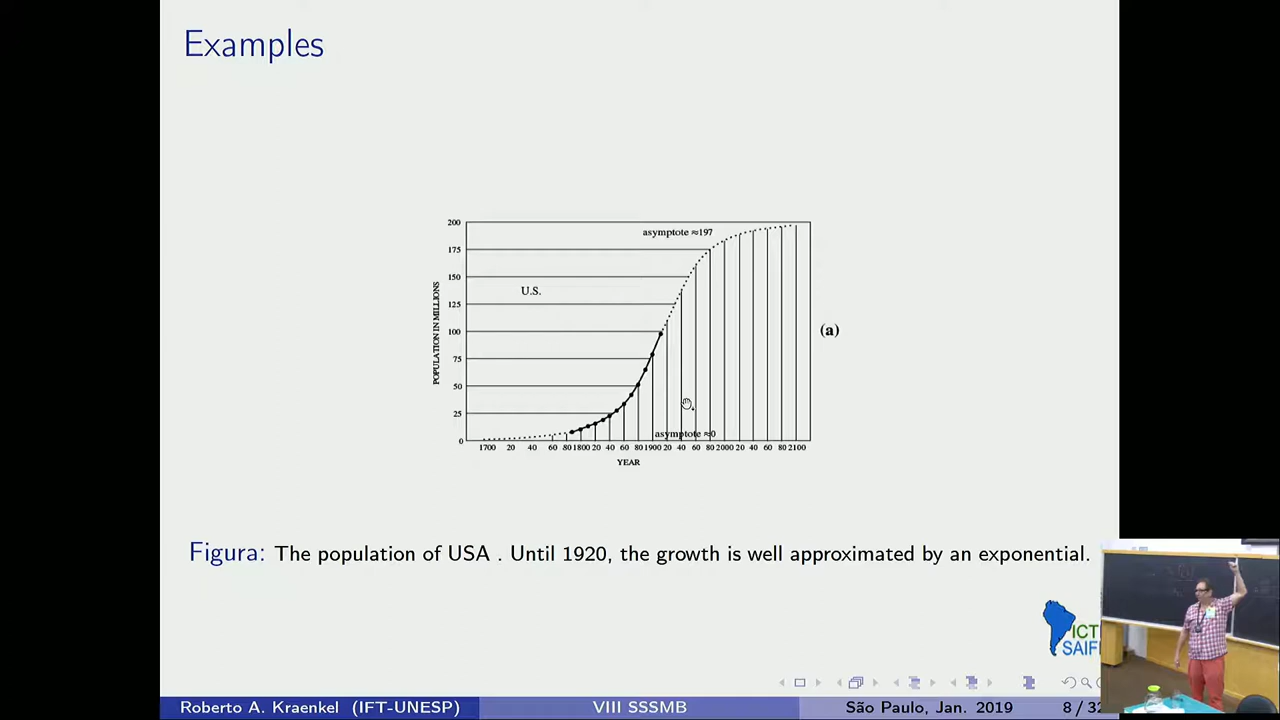 Examples
200
asymptote ≈197
175
150
U.S.
125
100
(a)
75
50
25
asymptote ≈0
0
POPULATION IN MILLIONS
1700 20 40 60 80 1800 20 40 60 80 1900 20 40 60 80 2000 20 40 60 80 2100
YEAR
Figura: The population of USA . Until 1920, the growth is well approximated by an exponential.
ICT
SAIF
Roberto A. Kraenkel (IFT-UNESP) VIII SSSMB São Paulo, Jan. 2019 8 / 32